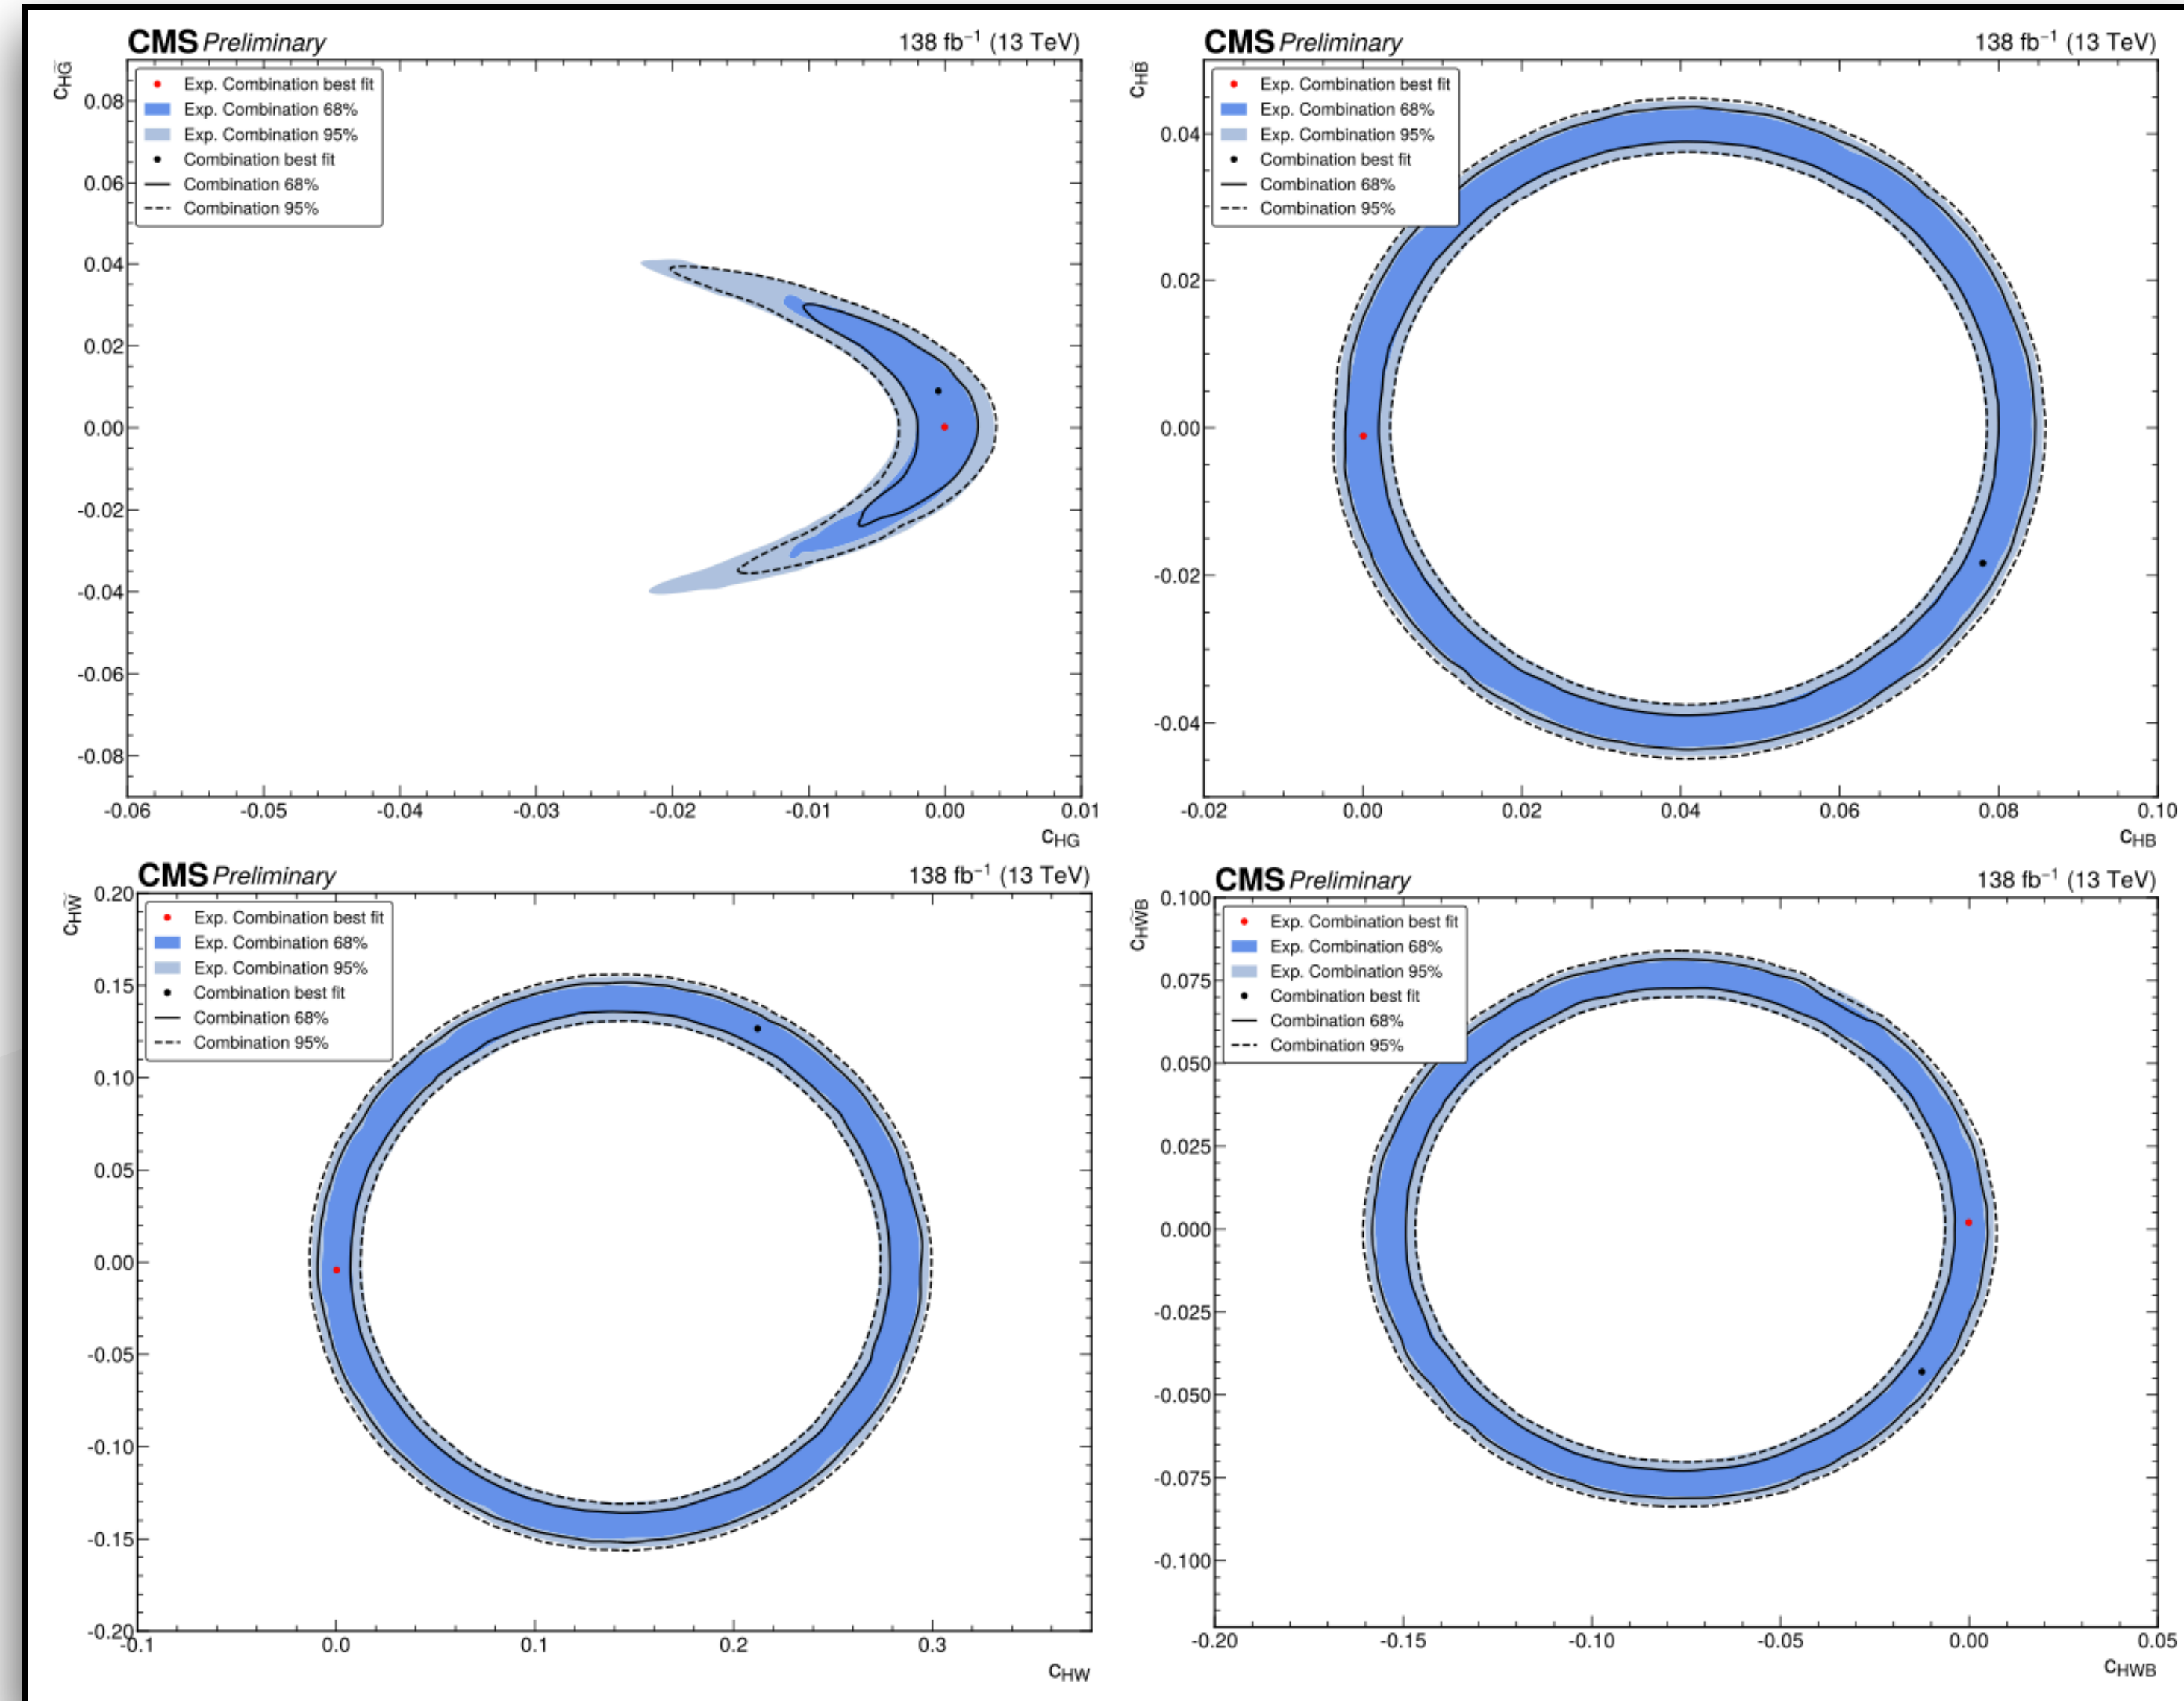 CMS Preliminary 138 fb⁻¹ (13 TeV)
c_HG̃
Exp. Combination best fit
Exp. Combination 68%
Exp. Combination 95%
Combination best fit
Combination 68%
Combination 95%
0.08
0.06
0.04
0.02
0.00
-0.02
-0.04
-0.06
-0.08
-0.06 -0.05 -0.04 -0.03 -0.02 -0.01 0.00 0.01
c_HG
CMS Preliminary 138 fb⁻¹ (13 TeV)
c_HB̃
Exp. Combination best fit
Exp. Combination 68%
Exp. Combination 95%
Combination best fit
Combination 68%
Combination 95%
0.04
0.02
0.00
-0.02
-0.04
-0.02 0.00 0.02 0.04 0.06 0.08 0.10
c_HB
CMS Preliminary 138 fb⁻¹ (13 TeV)
c_HW̃
Exp. Combination best fit
Exp. Combination 68%
Exp. Combination 95%
Combination best fit
Combination 68%
Combination 95%
0.20
0.15
0.10
0.05
0.00
-0.05
-0.10
-0.15
-0.20
-0.1 0.0 0.1 0.2 0.3
c_HW
CMS Preliminary 138 fb⁻¹ (13 TeV)
c_HW̃B
Exp. Combination best fit
Exp. Combination 68%
Exp. Combination 95%
Combination best fit
Combination 68%
Combination 95%
0.100
0.075
0.050
0.025
0.000
-0.025
-0.050
-0.075
-0.100
-0.20 -0.15 -0.10 -0.05 0.00 0.05
c_HWB